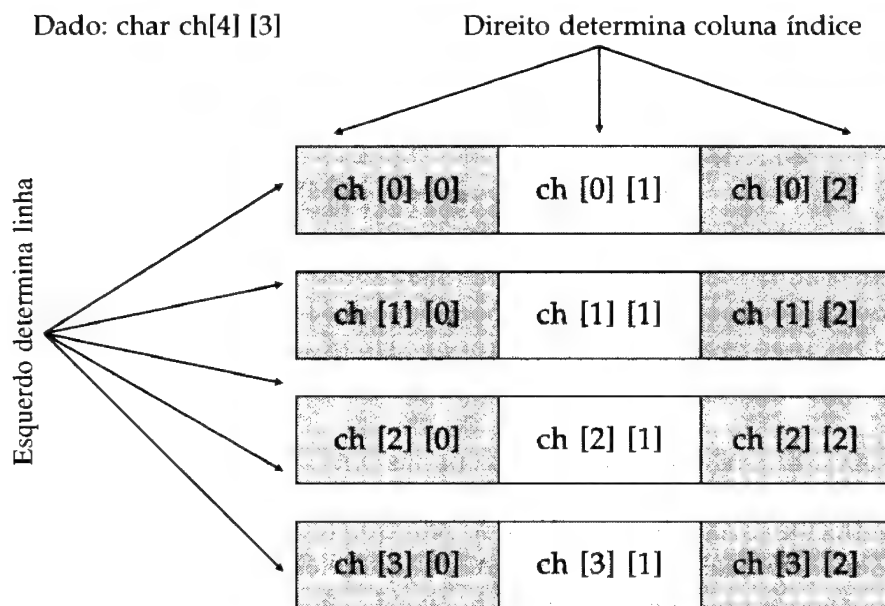 Dado: char ch[4] [3]
Direito determina coluna índice
Esquerdo determina linha
ch [0] [0] ch [0] [1] ch [0] [2]
ch [1] [0] ch [1] [1] ch [1] [2]
ch [2] [0] ch [2] [1] ch [2] [2]
ch [3] [0] ch [3] [1] ch [3] [2]